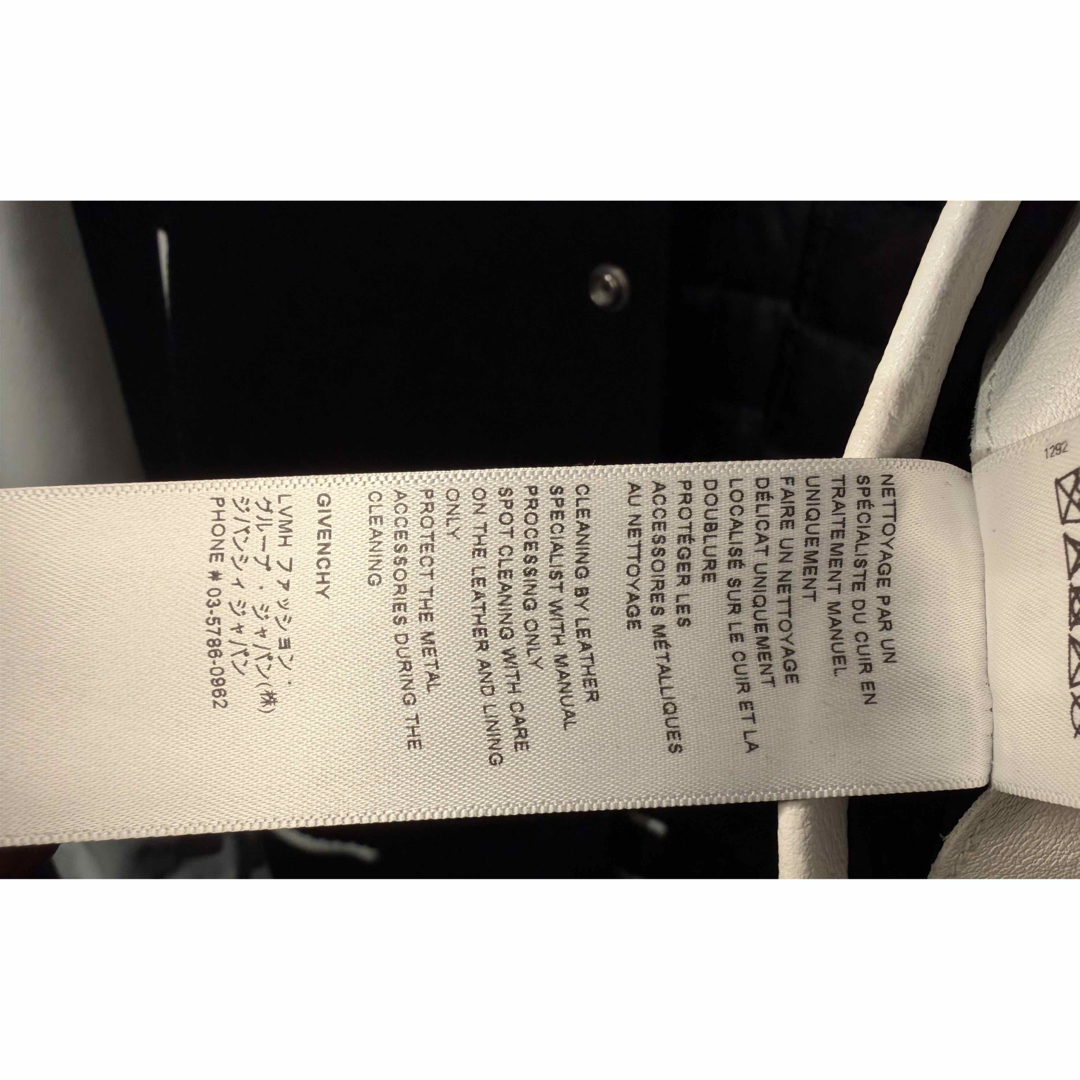 1292
NETTOYAGE PAR UN
SPÉCIALISTE DU CUIR EN
TRAITEMENT MANUEL
UNIQUEMENT
FAIRE UN NETTOYAGE
DÉLICAT UNIQUEMENT
LOCALISÉ SUR LE CUIR ET LA
DOUBLURE
PROTÉGER LES
ACCESSOIRES MÉTALLIQUES
AU NETTOYAGE
CLEANING BY LEATHER
SPECIALIST WITH MANUAL
PROCESSING ONLY
SPOT CLEANING WITH CARE
ON THE LEATHER AND LINING
ONLY
PROTECT THE METAL
ACCESSORIES DURING THE
CLEANING
GIVENCHY
LVMH ファッション・
グループ・ジャパン(株)
ジバンシィ ジャパン
PHONE # 03-5786-0962